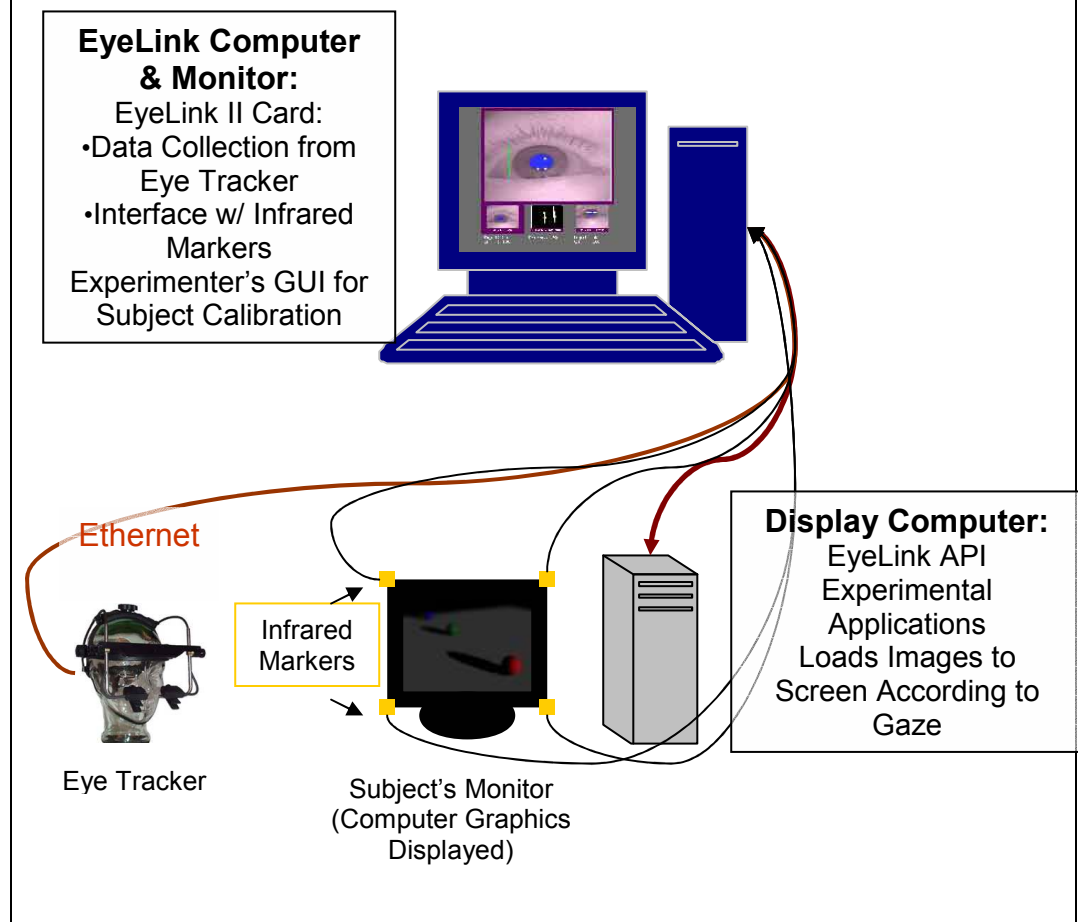 EyeLink Computer
& Monitor:
EyeLink II Card:
•Data Collection from
Eye Tracker
•Interface w/ Infrared
Markers
Experimenter's GUI for
Subject Calibration
Ethernet
Infrared
Markers
Eye Tracker
Subject's Monitor
(Computer Graphics
Displayed)
Display Computer:
EyeLink API
Experimental
Applications
Loads Images to
Screen According to
Gaze